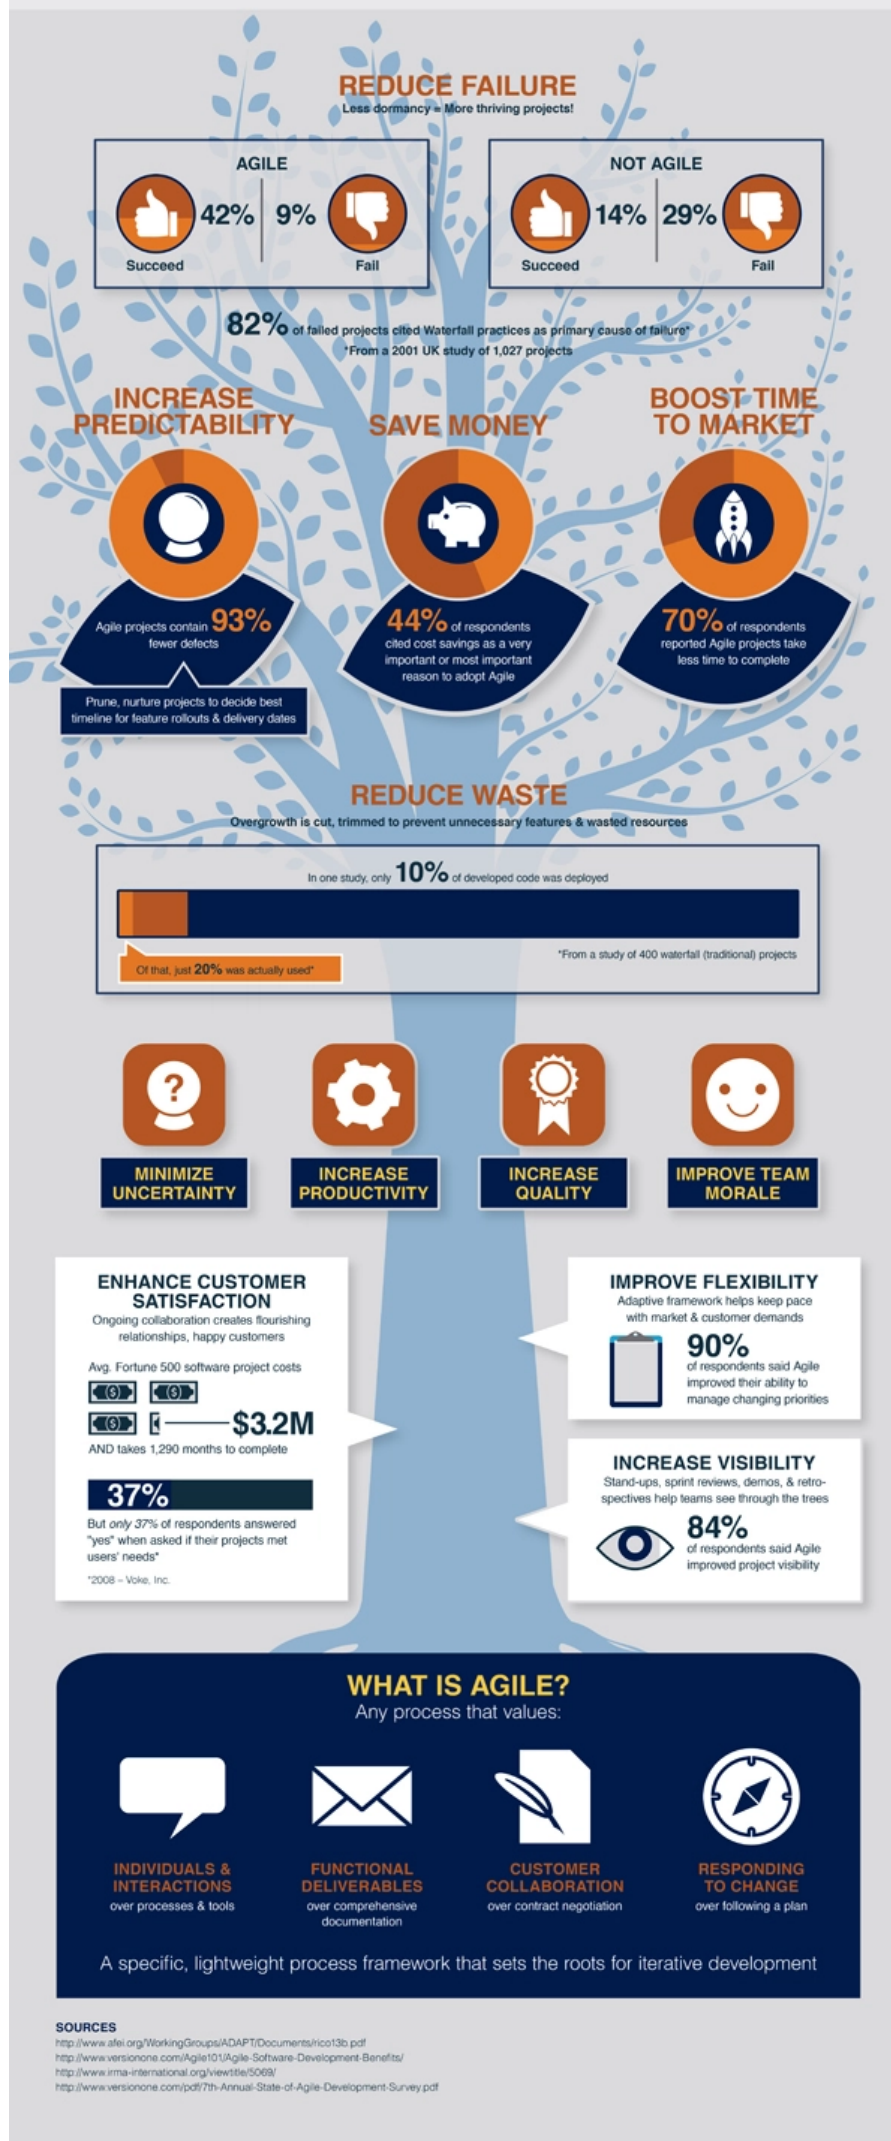 REDUCE FAILURE
Less dormancy = More thriving projects!
AGILE
42% 9%
Succeed Fail
NOT AGILE
14% 29%
Succeed Fail
82% of failed projects cited Waterfall practices as primary cause of failure*
*From a 2001 UK study of 1,027 projects
INCREASE
PREDICTABILITY
Agile projects contain 93%
fewer defects
Prune, nurture projects to decide best
timeline for feature rollouts & delivery dates
SAVE MONEY
44% of respondents
cited cost savings as a very
important or most important
reason to adopt Agile
BOOST TIME
TO MARKET
70% of respondents
reported Agile projects take
less time to complete
REDUCE WASTE
Overgrowth is cut, trimmed to prevent unnecessary features & wasted resources
In one study, only 10% of developed code was deployed
Of that, just 20% was actually used*
*From a study of 400 waterfall (traditional) projects
?
MINIMIZE
UNCERTAINTY
INCREASE
PRODUCTIVITY
INCREASE
QUALITY
IMPROVE TEAM
MORALE
ENHANCE CUSTOMER
SATISFACTION
Ongoing collaboration creates flourishing
relationships, happy customers
Avg. Fortune 500 software project costs
$ $
$ $3.2M
AND takes 1,290 months to complete
37%
But only 37% of respondents answered
"yes" when asked if their projects met
users' needs*
*2008 – Voke, Inc.
IMPROVE FLEXIBILITY
Adaptive framework helps keep pace
with market & customer demands
90%
of respondents said Agile
improved their ability to
manage changing priorities
INCREASE VISIBILITY
Stand-ups, sprint reviews, demos, & retro-
spectives help teams see through the trees
84%
of respondents said Agile
improved project visibility
WHAT IS AGILE?
Any process that values:
INDIVIDUALS &
INTERACTIONS
over processes & tools
FUNCTIONAL
DELIVERABLES
over comprehensive
documentation
CUSTOMER
COLLABORATION
over contract negotiation
RESPONDING
TO CHANGE
over following a plan
A specific, lightweight process framework that sets the roots for iterative development
SOURCES
http://www.afei.org/WorkingGroups/ADAPT/Documents/rico13b.pdf
http://www.versionone.com/Agile101/Agile-Software-Development-Benefits/
http://www.irma-international.org/viewtitle/5069/
http://www.versionone.com/pdf/7th-Annual-State-of-Agile-Development-Survey.pdf